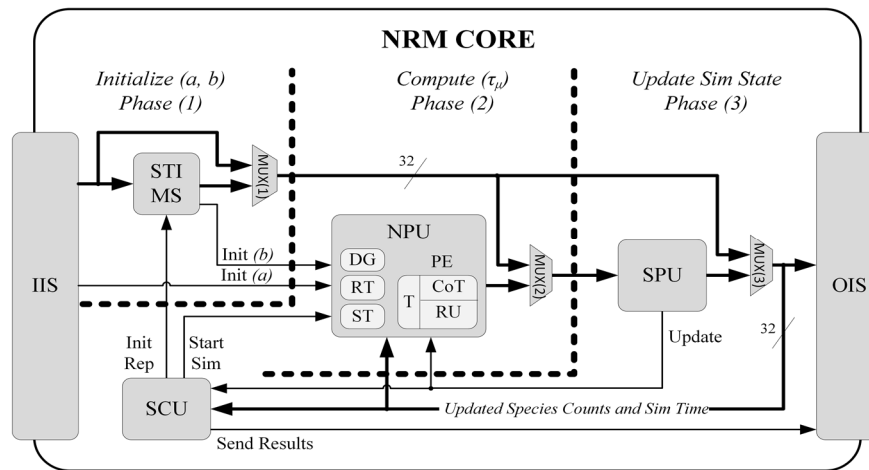 NRM CORE
Initialize (a, b)
Phase (1)
Compute (τμ)
Phase (2)
Update Sim State
Phase (3)
IIS
STI
MS
MUX(1)
32
NPU
DG
RT
ST
PE
T
CoT
RU
MUX(2)
SPU
MUX(3)
OIS
Init (b)
Init (a)
Init
Rep
Start
Sim
Update
32
SCU
Updated Species Counts and Sim Time
Send Results